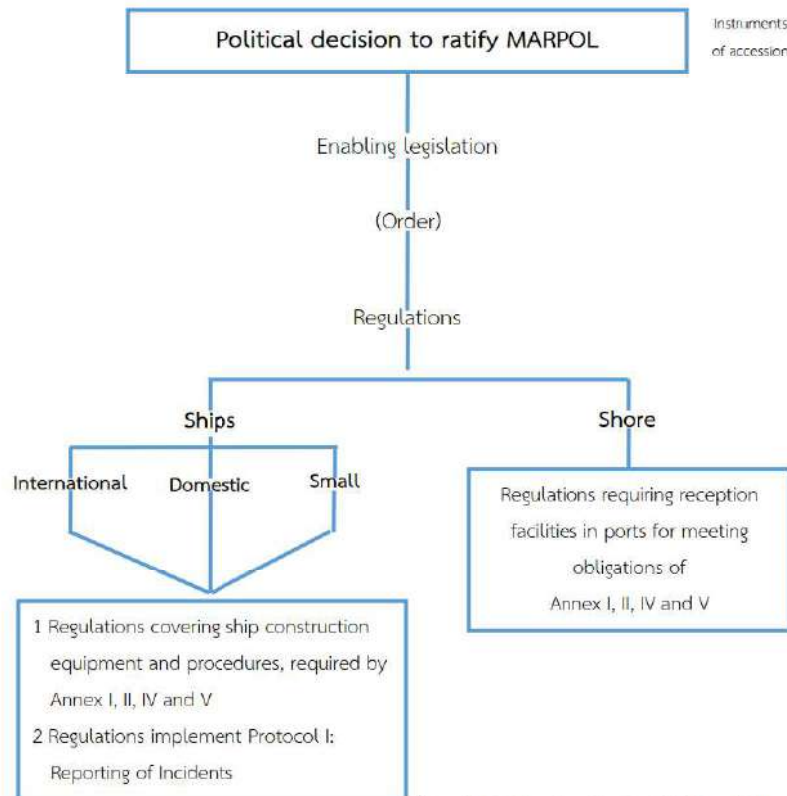 Political decision to ratify MARPOL
Instruments
of accession
Enabling legislation
(Order)
Regulations
Ships
Shore
International
Domestic
Small
Regulations requiring reception
facilities in ports for meeting
obligations of
Annex I, II, IV and V
1 Regulations covering ship construction
equipment and procedures, required by
Annex I, II, IV and V
2 Regulations implement Protocol I:
Reporting of Incidents